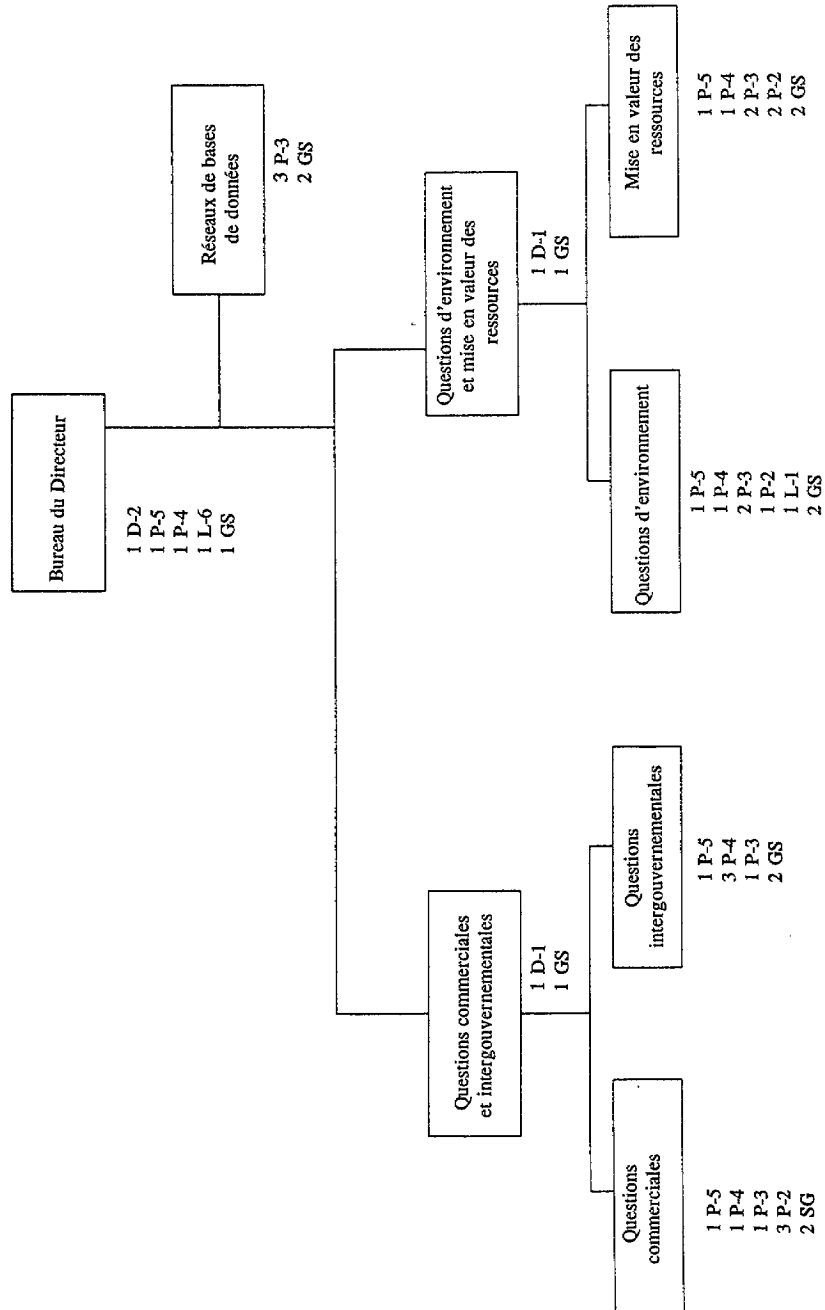 Bureau du Directeur
1 D-2
1 P-5
1 P-4
1 L-6
1 GS
Réseaux de bases
de données
3 P-3
2 GS
Questions commerciales
et intergouvernementales
1 D-1
1 GS
Questions d'environnement
et mise en valeur des
ressources
1 D-1
1 GS
Questions
commerciales
1 P-5
1 P-4
1 P-3
3 P-2
2 SG
Questions
intergouvernementales
1 P-5
3 P-4
1 P-3
2 GS
Questions d'environnement
1 P-5
1 P-4
2 P-3
1 P-2
1 L-1
2 GS
Mise en valeur des
ressources
1 P-5
1 P-4
2 P-3
2 P-2
2 GS